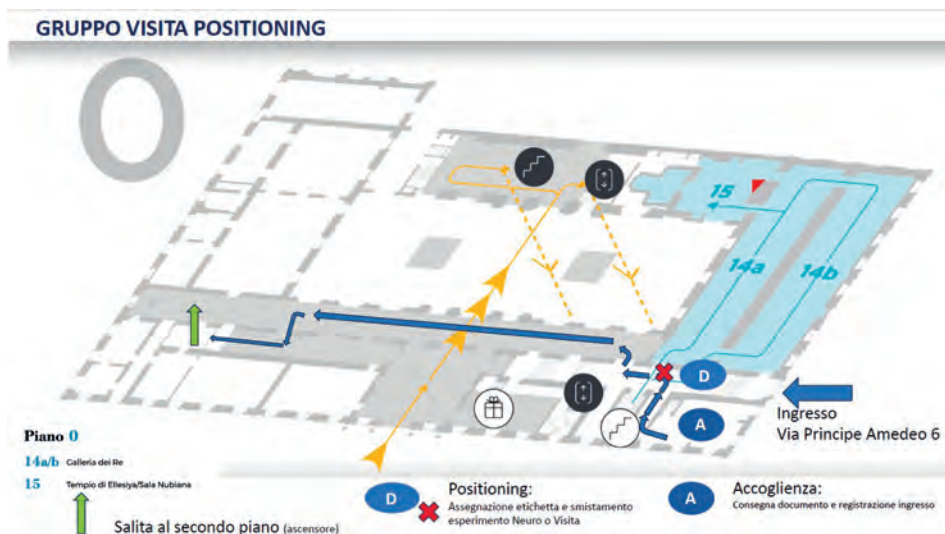 GRUPPO VISITA POSITIONING
15
14a
14b
D
A
Ingresso
Via Principe Amedeo 6
Piano 0
14a/b Galleria dei Re
15 Tempio di Ellesiya/Sala Nubiana
Salita al secondo piano (ascensore)
D
Positioning:
Assegnazione etichetta e smistamento
esperimento Neuro o Visita
A
Accoglienza:
Consegna documento e registrazione ingresso